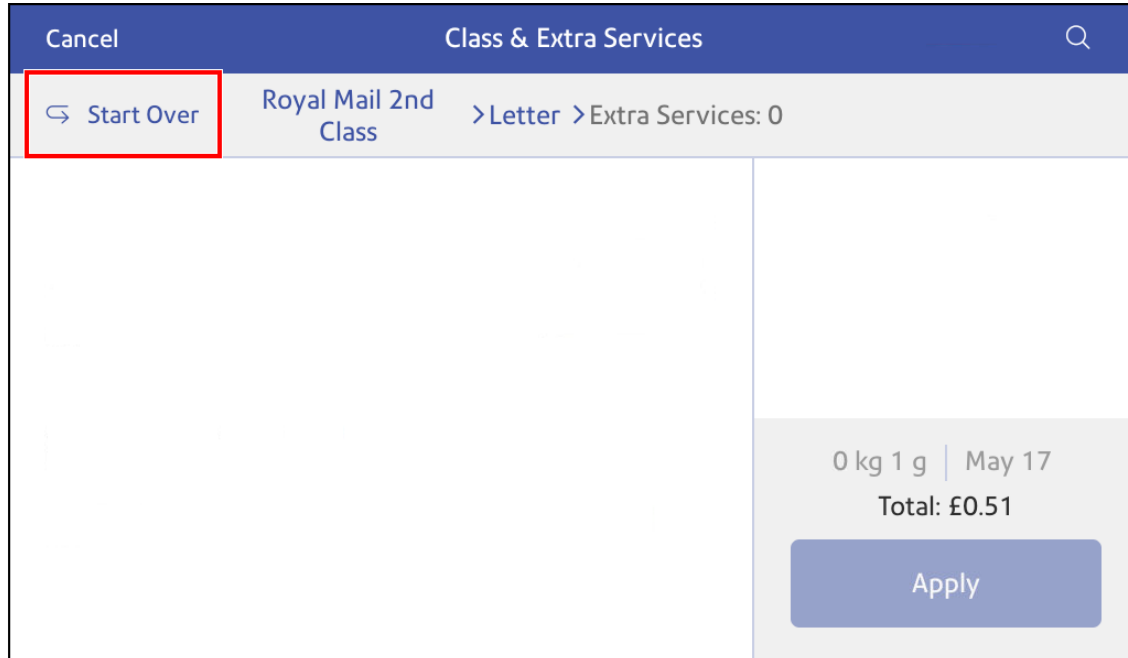 Cancel
Class & Extra Services
Start Over
Royal Mail 2nd
Class
>Letter >Extra Services: 0
0 kg 1 g | May 17
Total: £0.51
Apply